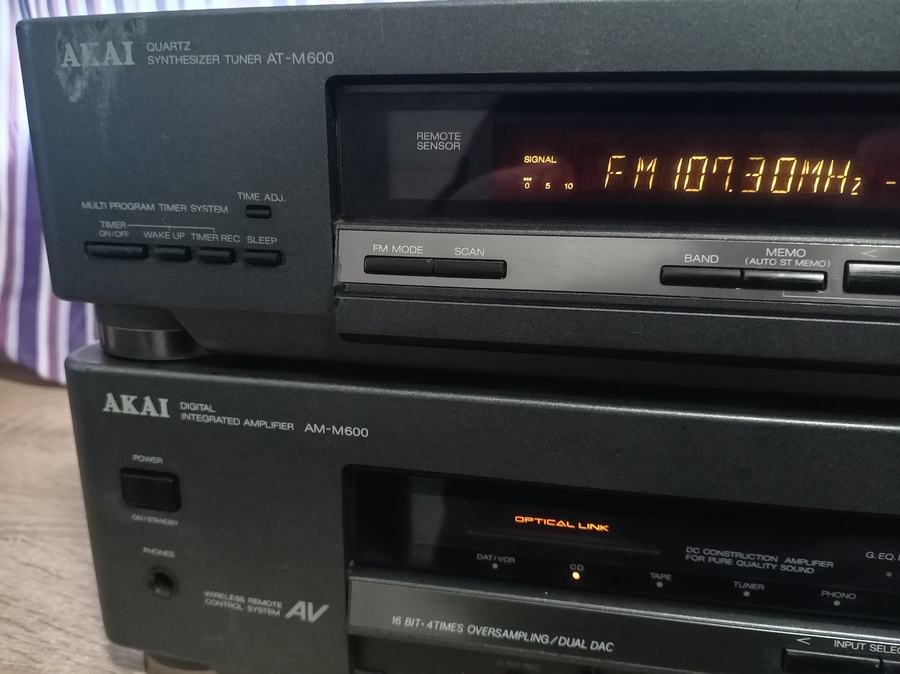 AKAI
QUARTZ
SYNTHESIZER TUNER AT-M600
REMOTE
SENSOR
SIGNAL
0 5 10
FM 107.30MHz -
TIME ADJ.
MULTI PROGRAM TIMER SYSTEM
TIMER
ON/OFF WAKE UP TIMER REC SLEEP
FM MODE SCAN
BAND MEMO
(AUTO ST MEMO)
<
AKAI
DIGITAL
INTEGRATED AMPLIFIER AM-M600
POWER
ON/STANDBY
PHONES
WIRELESS REMOTE
CONTROL SYSTEM AV
OPTICAL LINK
DC CONSTRUCTION AMPLIFIER
FOR PURE QUALITY SOUND
G.EQ.
DAT/VCR CD TAPE TUNER PHONO
16 BIT·4TIMES OVERSAMPLING/DUAL DAC
< INPUT SELEC